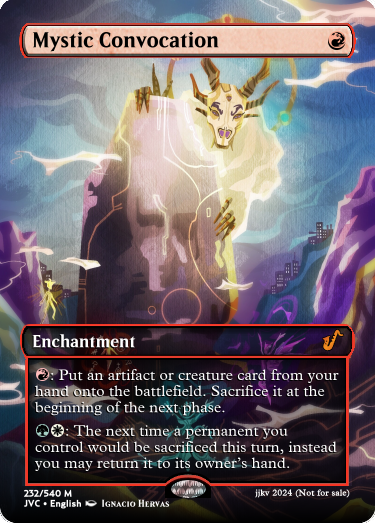 Mystic Convocation
Enchantment
: Put an artifact or creature card from your
hand onto the battlefield. Sacrifice it at the
beginning of the next phase.
: The next time a permanent you
control would be sacrificed this turn, instead
you may return it to its owner's hand.
232/540 M
jjkv 2024 (Not for sale)
JVC • English Ignacio Hervas